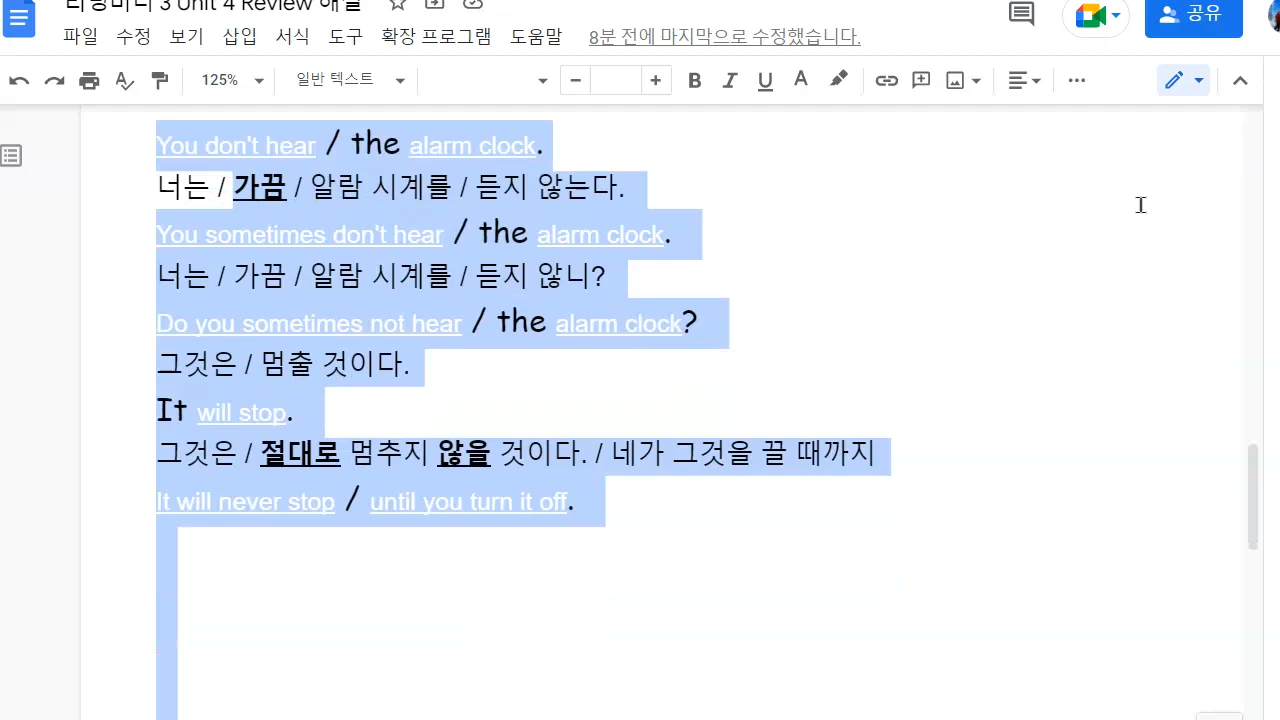 리딩버디 3 Unit 4 Review 해설
파일 수정 보기 삽입 서식 도구 확장 프로그램 도움말 8분 전에 마지막으로 수정했습니다.
공유
125% 일반 텍스트 − + B I U A
You don't hear / the alarm clock.
너는 / 가끔 / 알람 시계를 / 듣지 않는다.
You sometimes don't hear / the alarm clock.
너는 / 가끔 / 알람 시계를 / 듣지 않니?
Do you sometimes not hear / the alarm clock?
그것은 / 멈출 것이다.
It will stop.
그것은 / 절대로 멈추지 않을 것이다. / 네가 그것을 끌 때까지
It will never stop / until you turn it off.